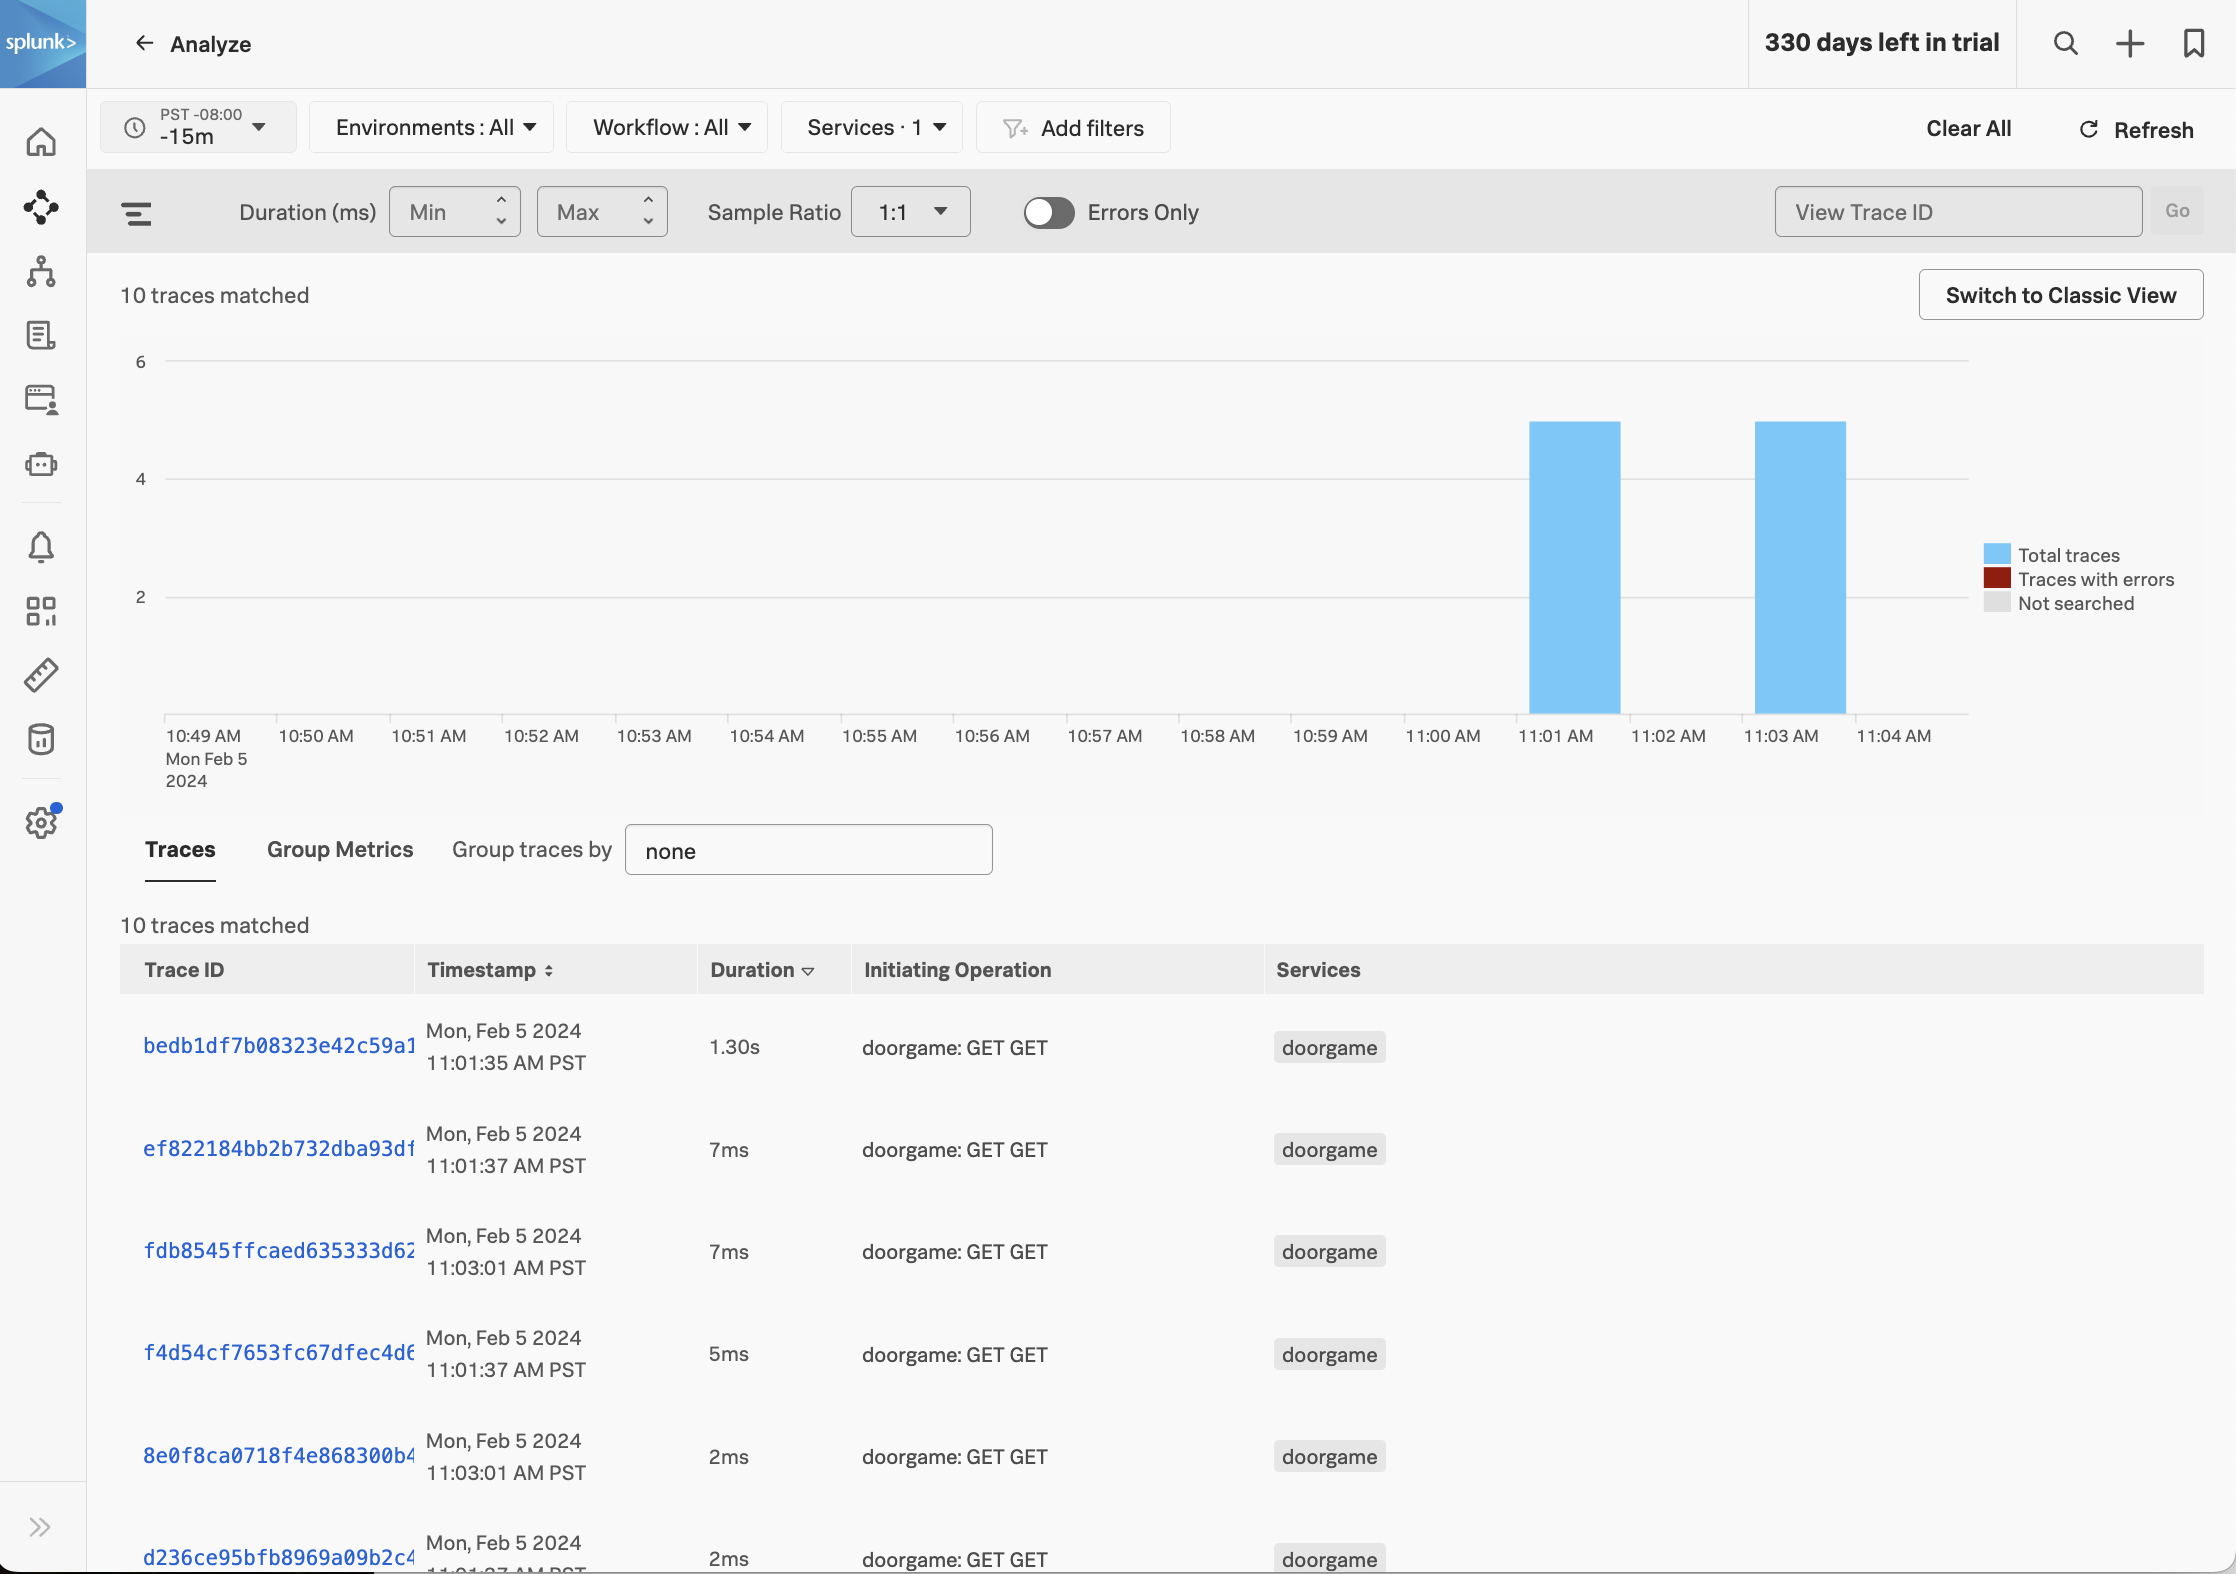 splunk>
Analyze
330 days left in trial
PST -08:00
-15m
Environments : All
Workflow : All
Services · 1
Add filters
Clear All
Refresh
Duration (ms)
Min
Max
Sample Ratio
1:1
Errors Only
View Trace ID
Go
10 traces matched
Switch to Classic View
6
4
2
Total traces
Traces with errors
Not searched
10:49 AM 10:50 AM 10:51 AM 10:52 AM 10:53 AM 10:54 AM 10:55 AM 10:56 AM 10:57 AM 10:58 AM 10:59 AM 11:00 AM 11:01 AM 11:02 AM 11:03 AM 11:04 AM
Mon Feb 5
2024
Traces
Group Metrics
Group traces by
none
10 traces matched
Trace ID Timestamp Duration Initiating Operation Services
bedb1df7b08323e42c59a1
Mon, Feb 5 2024
11:01:35 AM PST
1.30s
doorgame: GET GET
doorgame
ef822184bb2b732dba93df
Mon, Feb 5 2024
11:01:37 AM PST
7ms
doorgame: GET GET
doorgame
fdb8545ffcaed635333d62
Mon, Feb 5 2024
11:03:01 AM PST
7ms
doorgame: GET GET
doorgame
f4d54cf7653fc67dfec4d6
Mon, Feb 5 2024
11:01:37 AM PST
5ms
doorgame: GET GET
doorgame
8e0f8ca0718f4e868300b4
Mon, Feb 5 2024
11:03:01 AM PST
2ms
doorgame: GET GET
doorgame
d236ce95bfb8969a09b2c4
Mon, Feb 5 2024
11:01:37 AM PST
2ms
doorgame: GET GET
doorgame